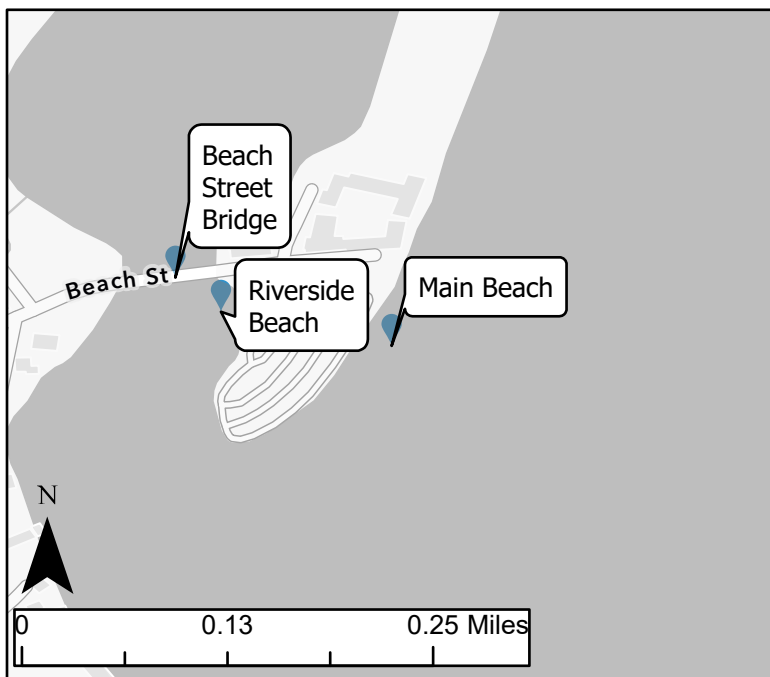 Beach
Street
Bridge
Beach St
Riverside
Beach
Main Beach
N
0 0.13 0.25 Miles